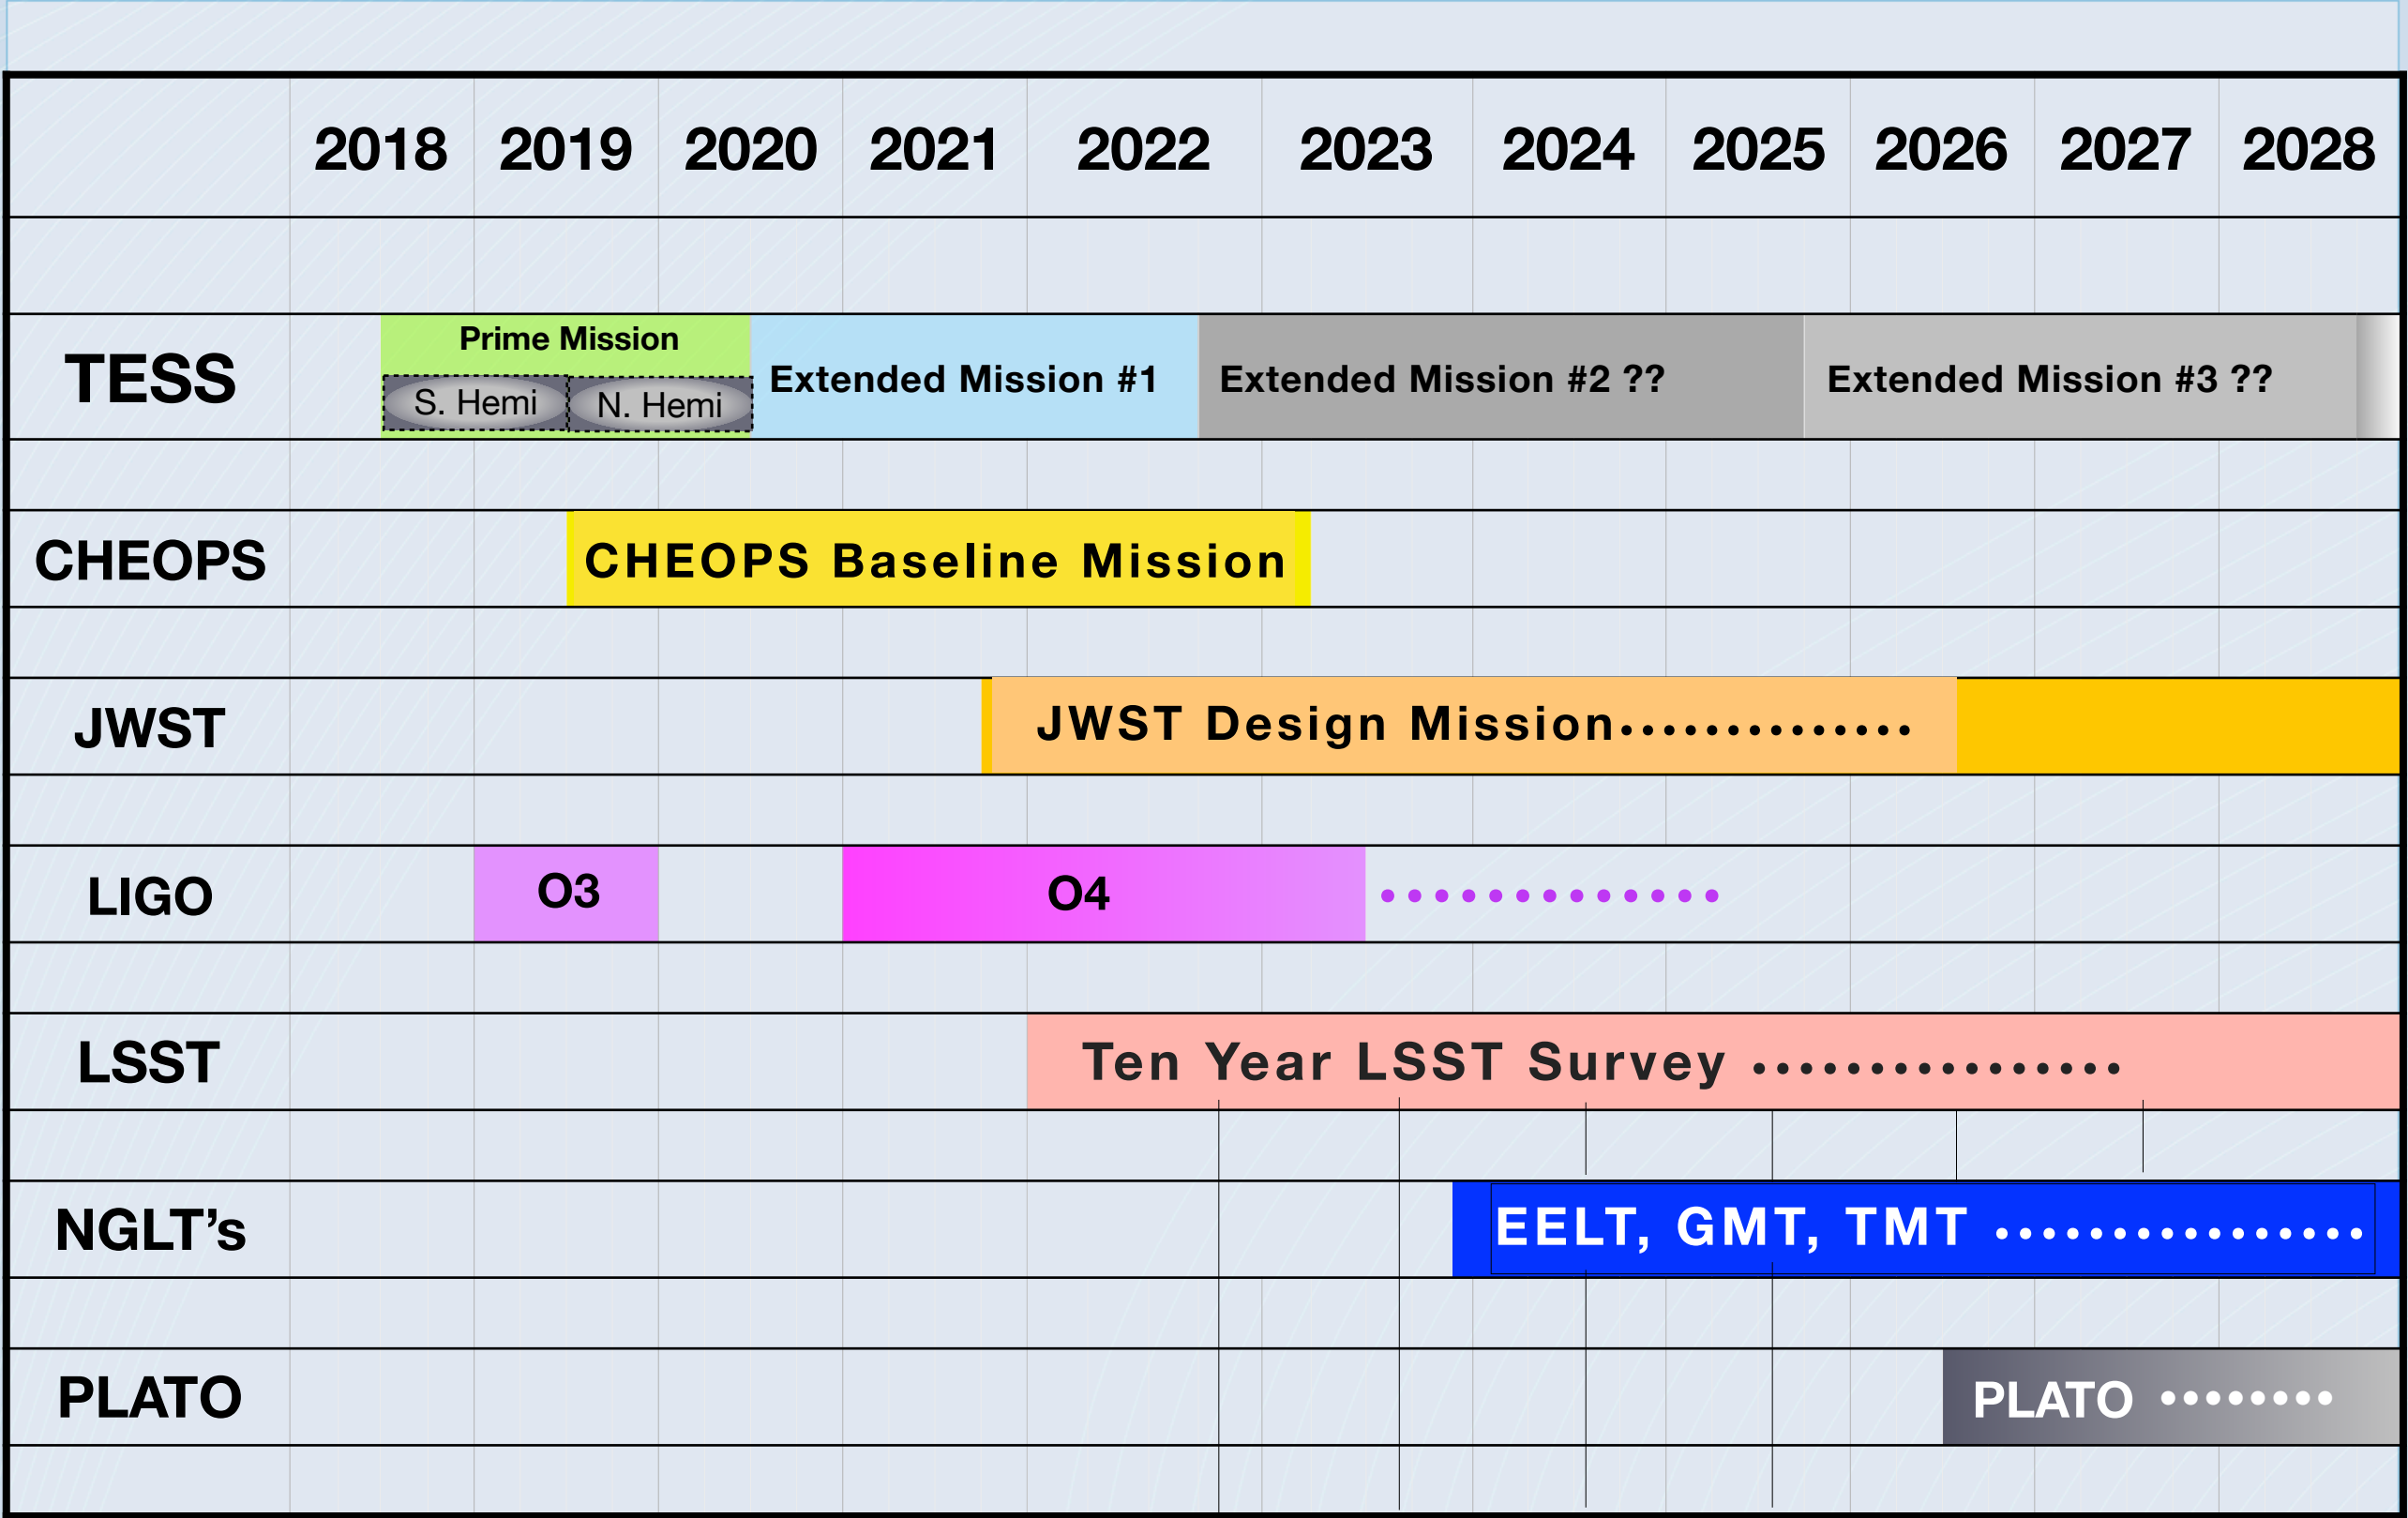 2018 2019 2020 2021 2022 2023 2024 2025 2026 2027 2028
Prime Mission
TESS
S. Hemi
N. Hemi
Extended Mission #1
Extended Mission #2 ??
Extended Mission #3 ??
CHEOPS
CHEOPS Baseline Mission
JWST
JWST Design Mission.............
LIGO
O3
O4
.............
LSST
Ten Year LSST Survey ................
NGLT’s
EELT, GMT, TMT ................
PLATO
PLATO ........